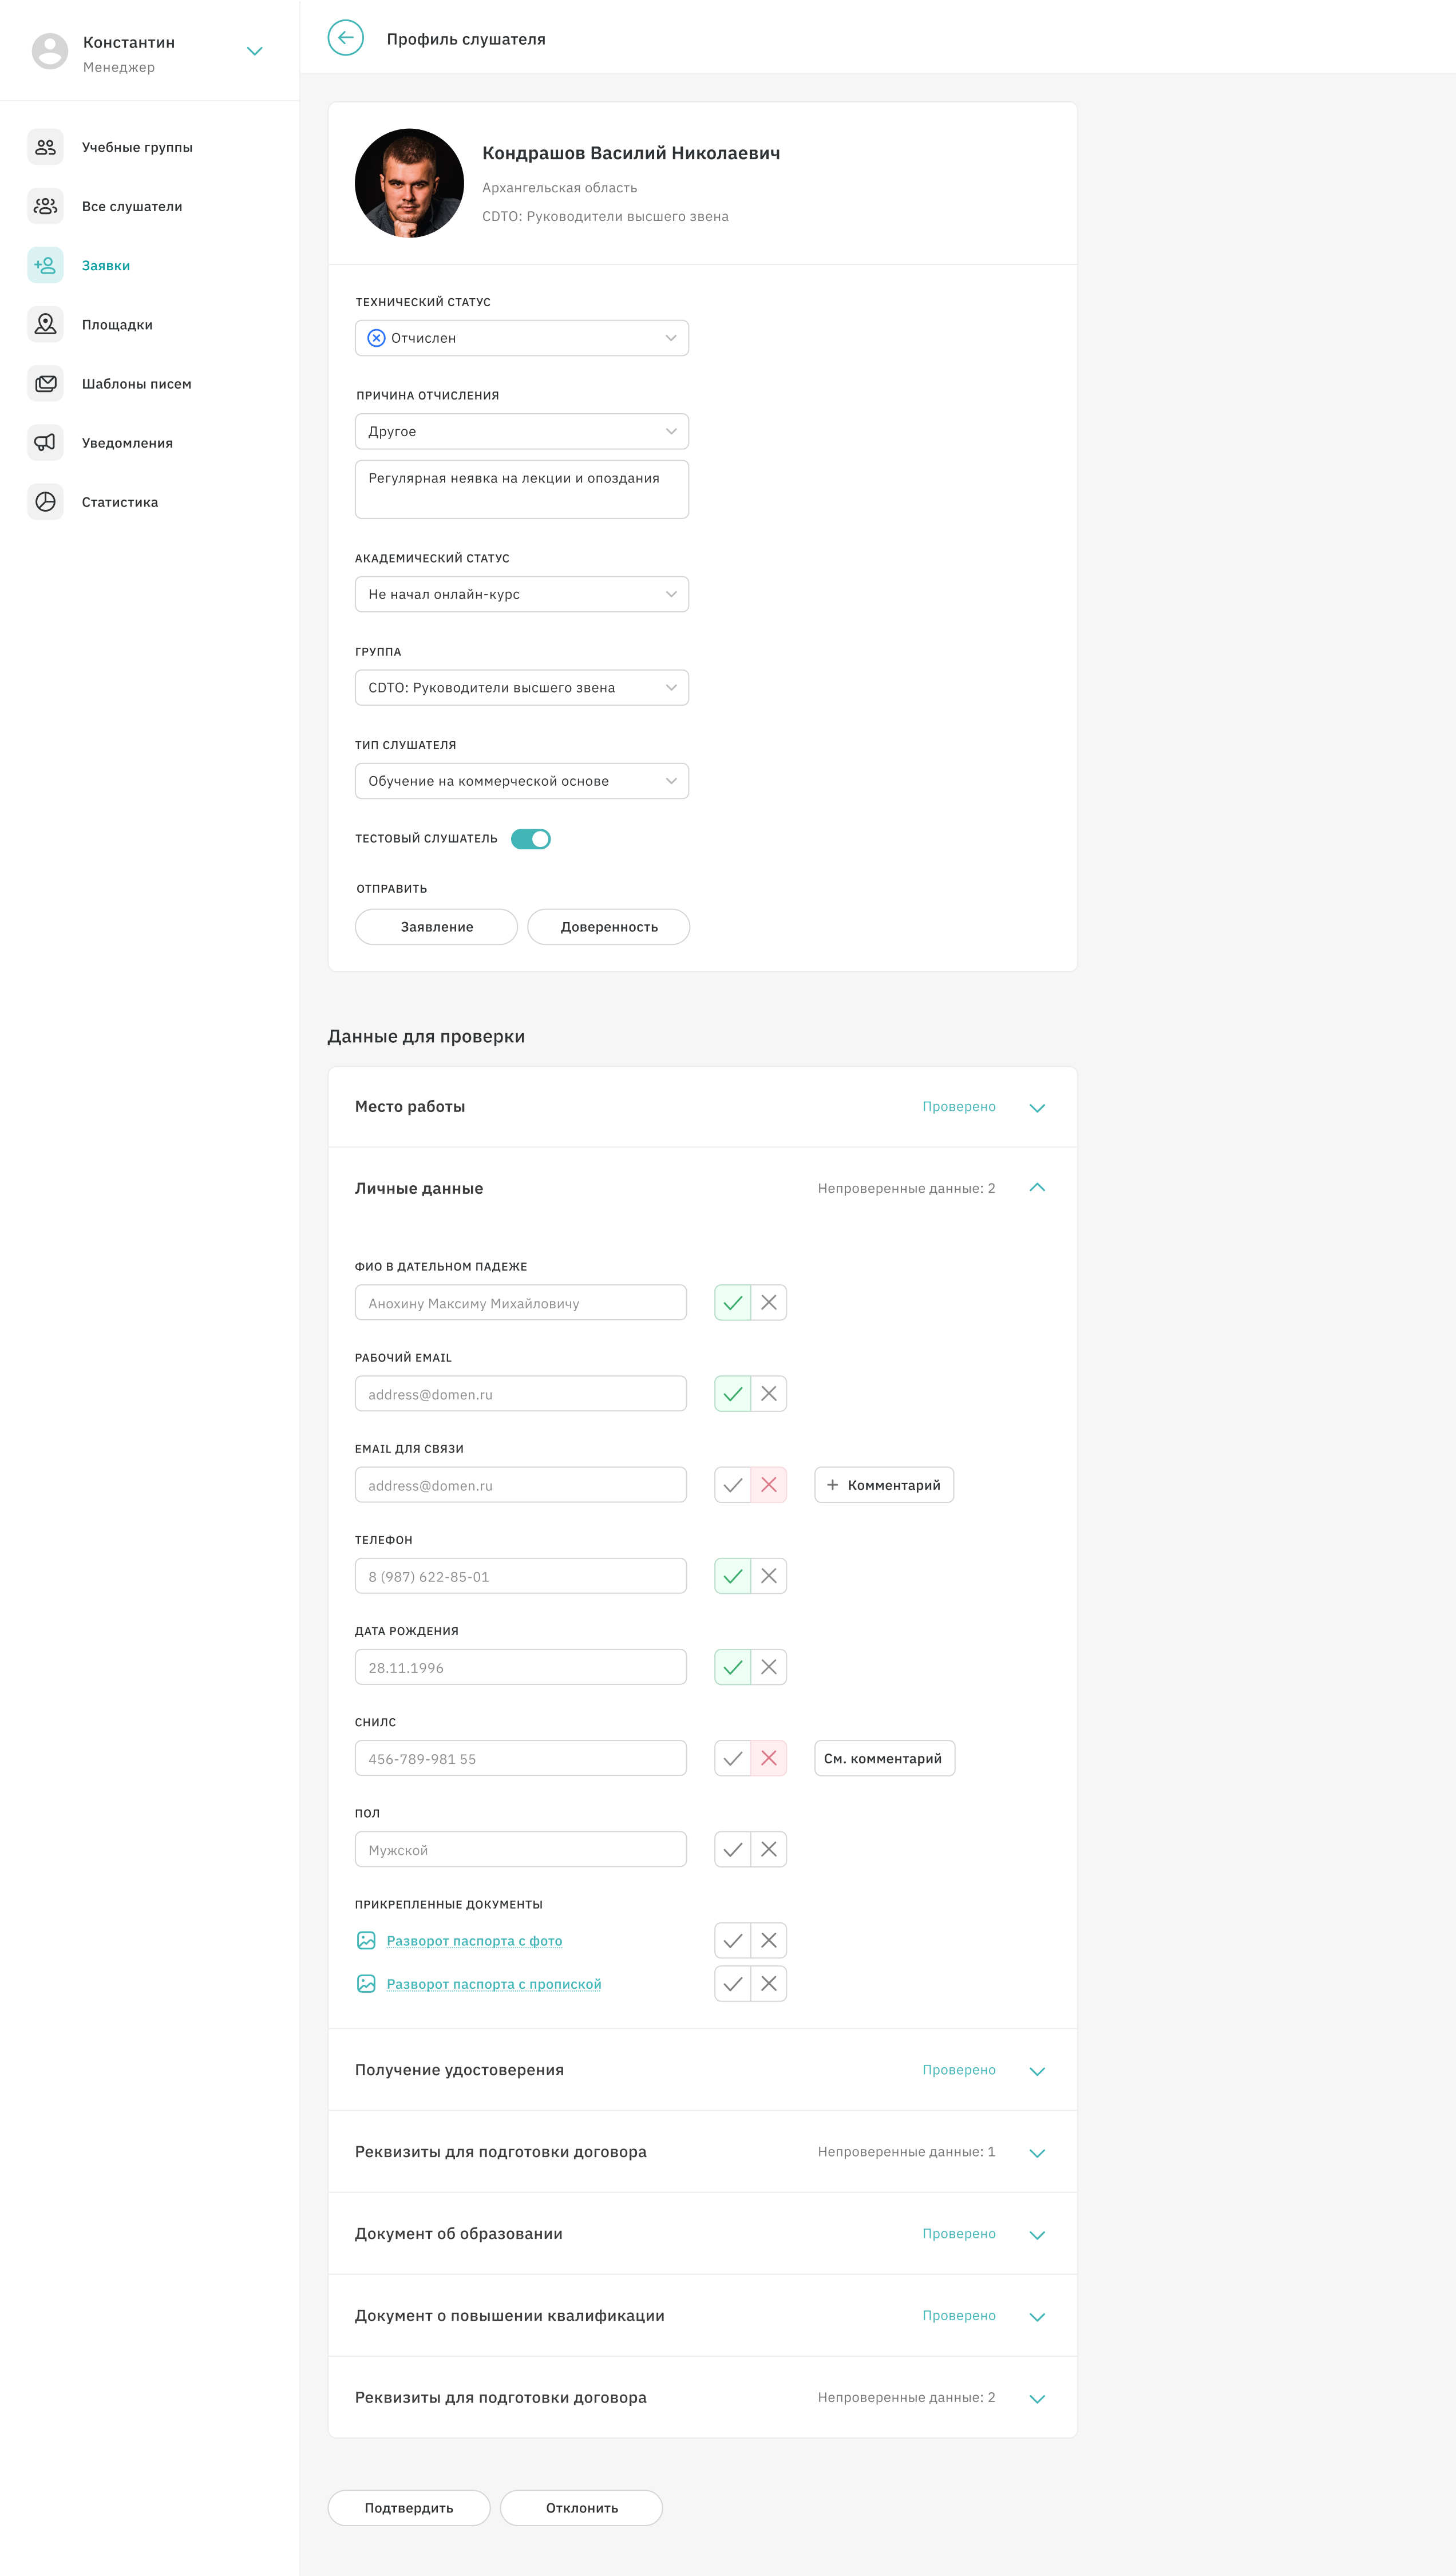 Константин
Менеджер
Учебные группы
Все слушатели
Заявки
Площадки
Шаблоны писем
Уведомления
Статистика
Профиль слушателя
Кондрашов Василий Николаевич
Архангельская область
CDTO: Руководители высшего звена
ТЕХНИЧЕСКИЙ СТАТУС
Отчислен
ПРИЧИНА ОТЧИСЛЕНИЯ
Другое
Регулярная неявка на лекции и опоздания
АКАДЕМИЧЕСКИЙ СТАТУС
Не начал онлайн-курс
ГРУППА
CDTO: Руководители высшего звена
ТИП СЛУШАТЕЛЯ
Обучение на коммерческой основе
ТЕСТОВЫЙ СЛУШАТЕЛЬ
ОТПРАВИТЬ
Заявление Доверенность
Данные для проверки
Место работы Проверено
Личные данные Непроверенные данные: 2
ФИО В ДАТЕЛЬНОМ ПАДЕЖЕ
Анохину Максиму Михайловичу
РАБОЧИЙ EMAIL
address@domen.ru
EMAIL ДЛЯ СВЯЗИ
address@domen.ru + Комментарий
ТЕЛЕФОН
8 (987) 622-85-01
ДАТА РОЖДЕНИЯ
28.11.1996
СНИЛС
456-789-981 55 См. комментарий
ПОЛ
Мужской
ПРИКРЕПЛЕННЫЕ ДОКУМЕНТЫ
Разворот паспорта с фото
Разворот паспорта с пропиской
Получение удостоверения Проверено
Реквизиты для подготовки договора Непроверенные данные: 1
Документ об образовании Проверено
Документ о повышении квалификации Проверено
Реквизиты для подготовки договора Непроверенные данные: 2
Подтвердить Отклонить